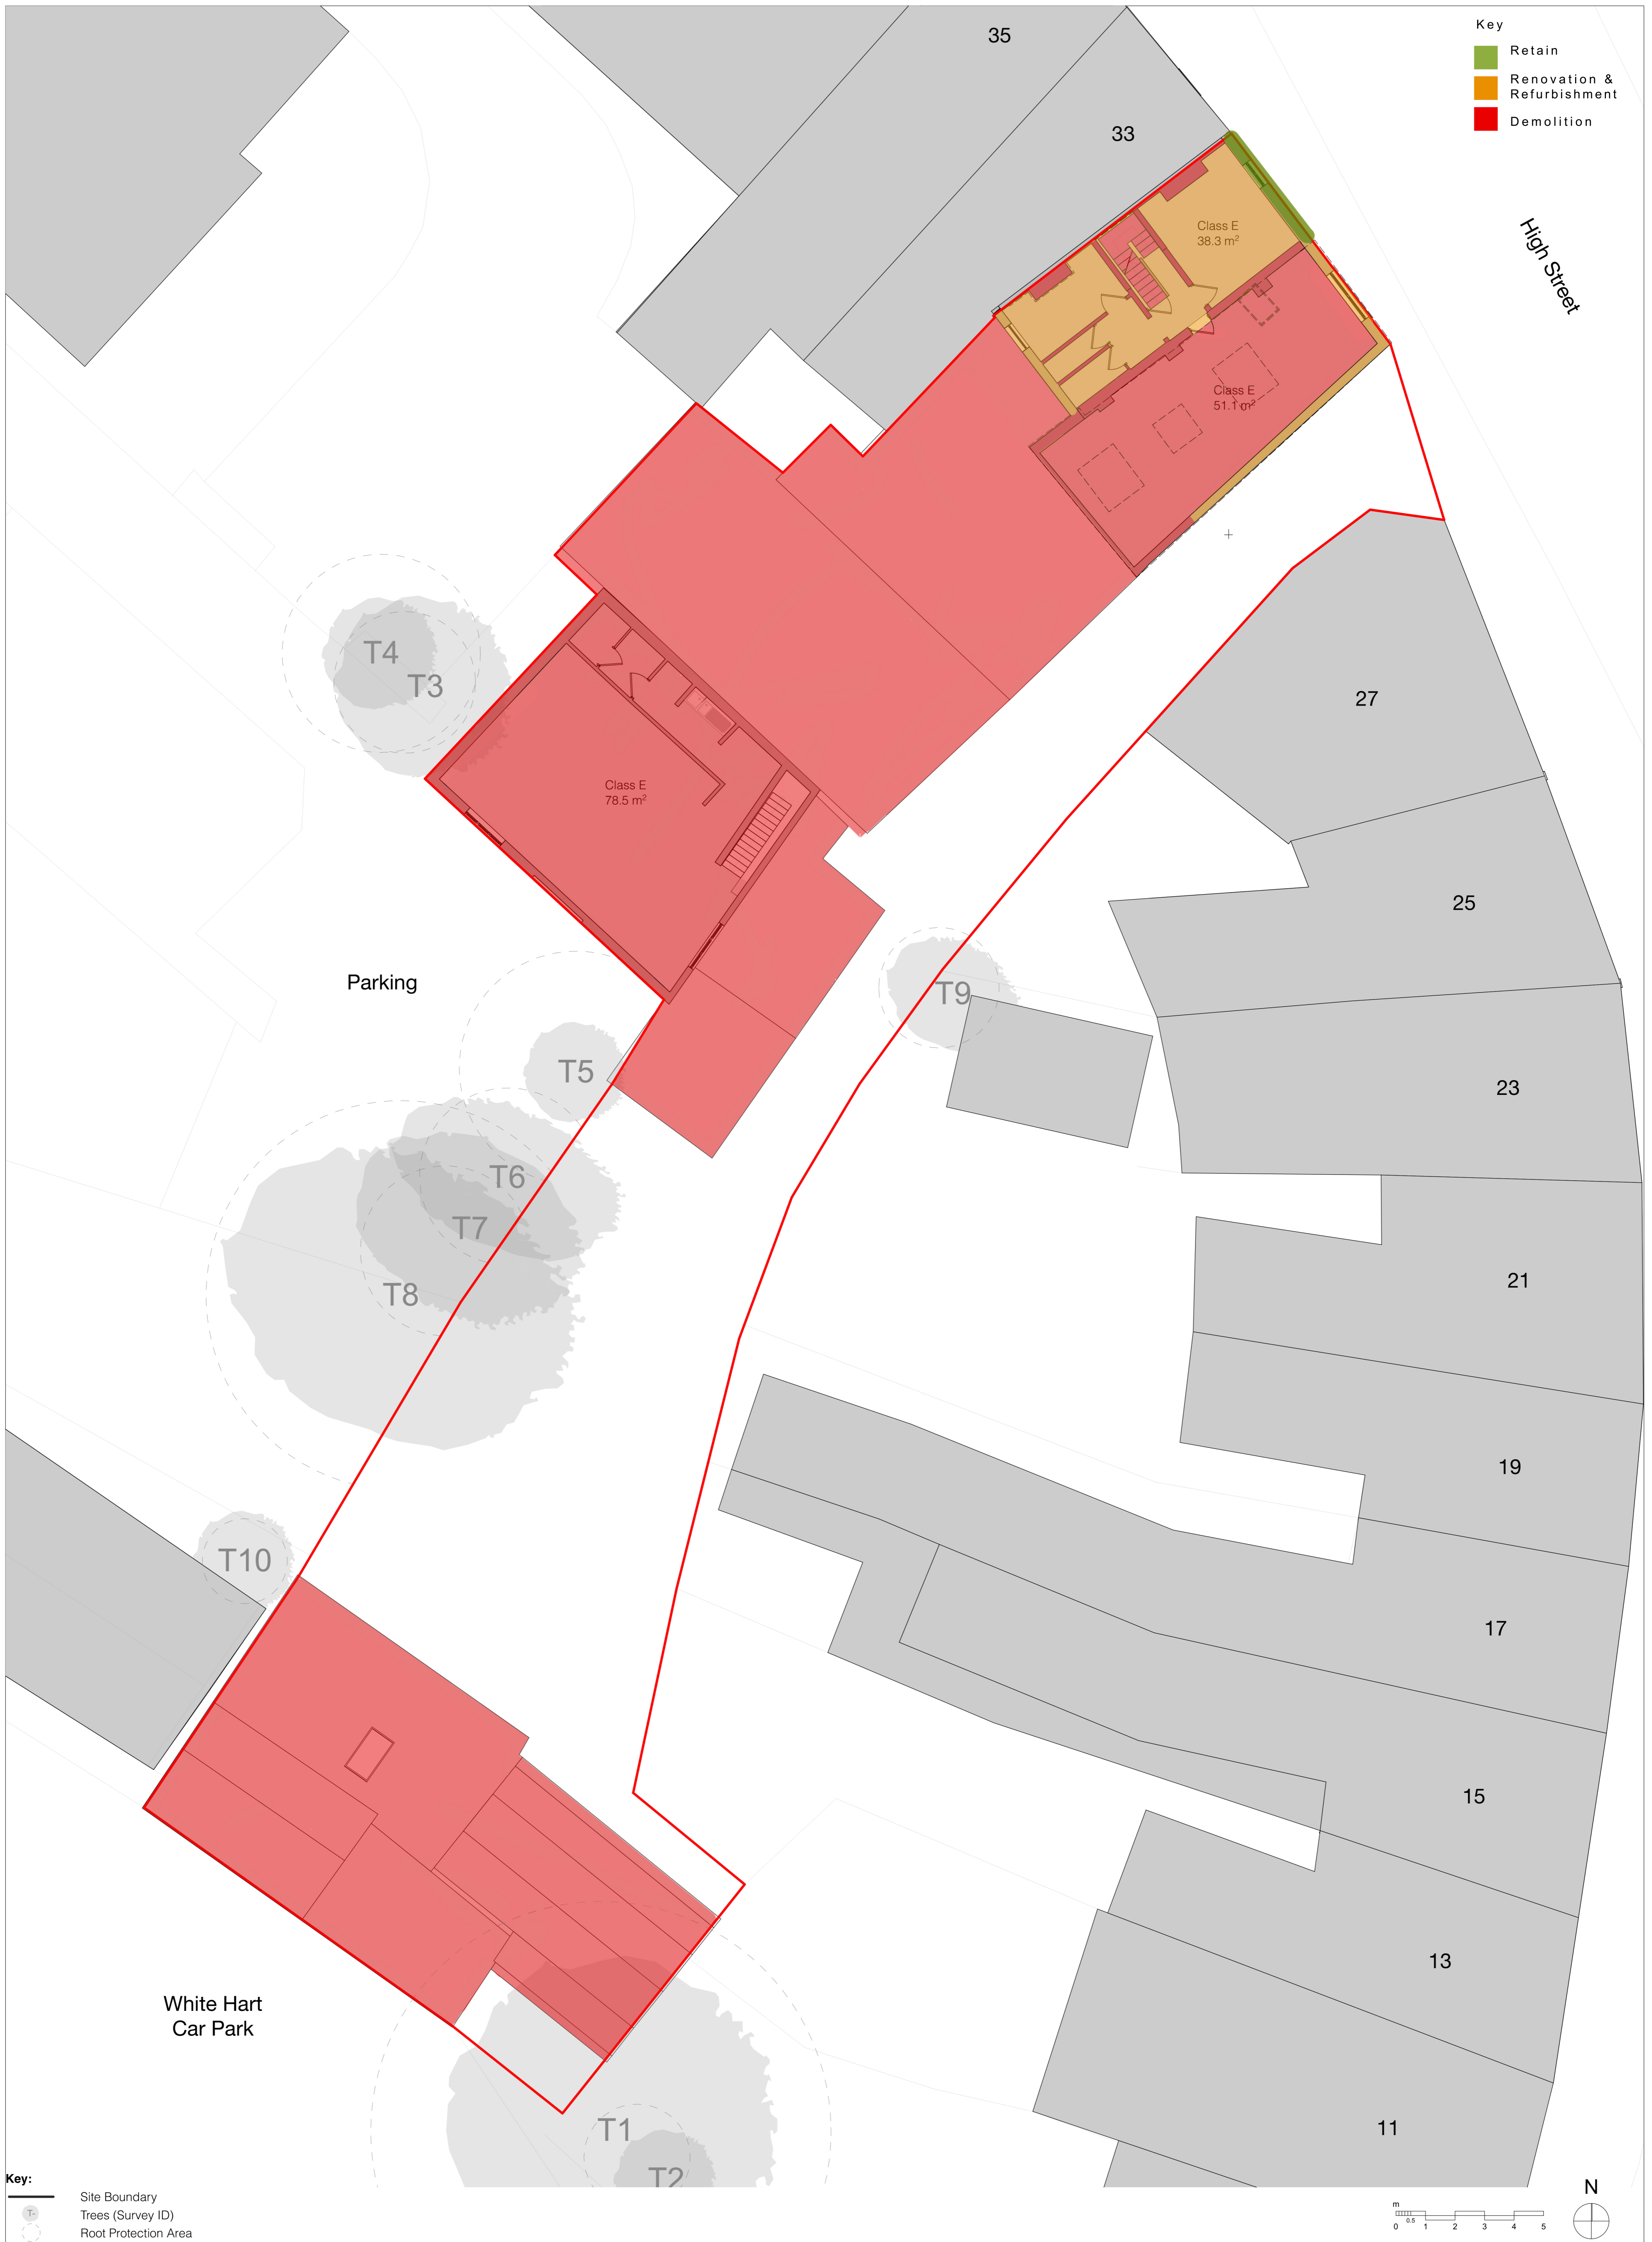 Key
Retain
Renovation &
Refurbishment
Demolition
35
33
High Street
Class E
38.3 m²
Class E
51.1 m²
27
T4
T3
Class E
78.5 m²
25
Parking
T9
T5
23
T6
T7
21
T8
19
T10
17
15
13
White Hart
Car Park
11
T1
T2
Key:
Site Boundary
T- Trees (Survey ID)
Root Protection Area
N
m
0 0.5 1 2 3 4 5